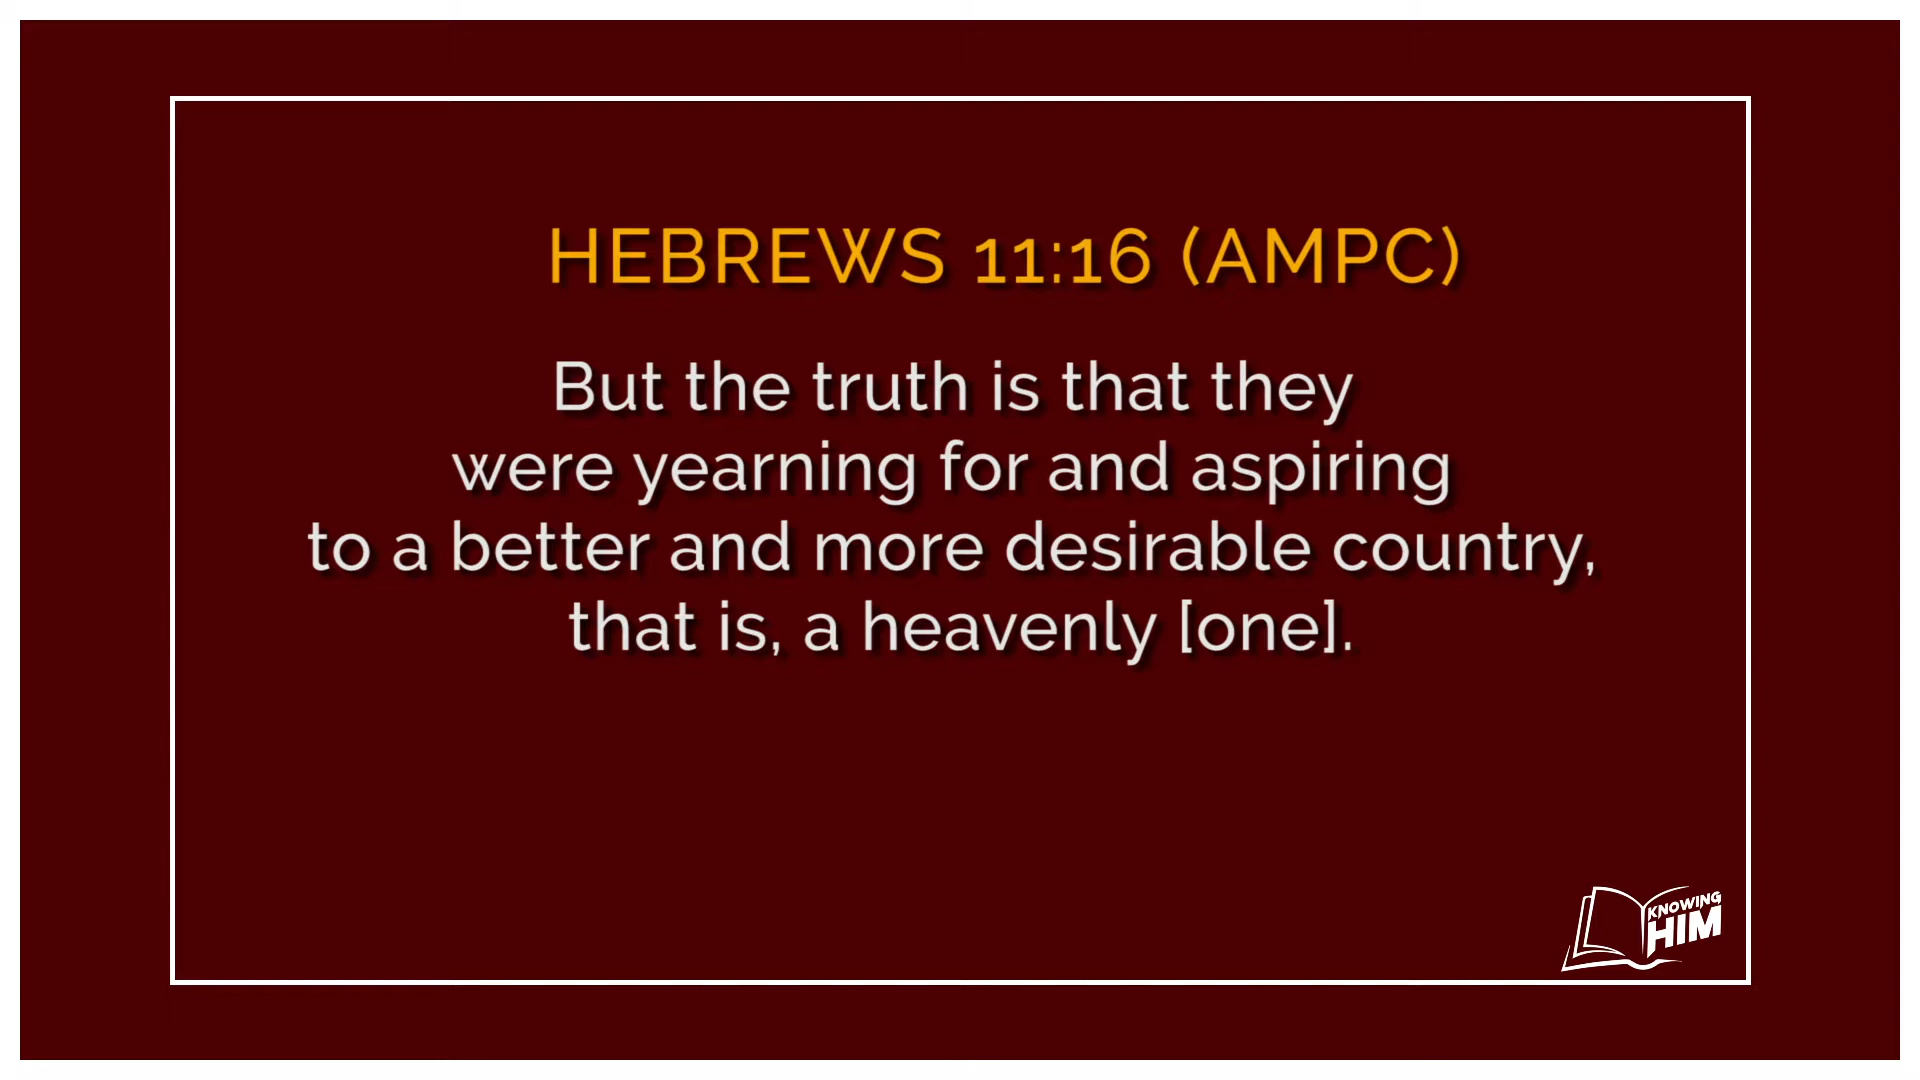 HEBREWS 11:16 (AMPC)
But the truth is that they
were yearning for and aspiring
to a better and more desirable country,
that is, a heavenly [one].
KNOWING
HIM